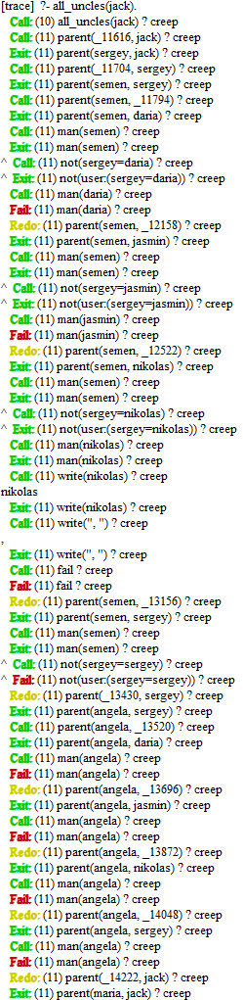 [trace]  ?- all_uncles(jack).
Call: (10) all_uncles(jack) ? creep
Call: (11) parent(_11616, jack) ? creep
Exit: (11) parent(sergey, jack) ? creep
Call: (11) parent(_11704, sergey) ? creep
Exit: (11) parent(semen, sergey) ? creep
Call: (11) parent(semen, _11794) ? creep
Exit: (11) parent(semen, daria) ? creep
Call: (11) man(semen) ? creep
Exit: (11) man(semen) ? creep
^ Call: (11) not(sergey=daria) ? creep
^ Exit: (11) not(user:(sergey=daria)) ? creep
Call: (11) man(daria) ? creep
Fail: (11) man(daria) ? creep
Redo: (11) parent(semen, _12158) ? creep
Exit: (11) parent(semen, jasmin) ? creep
Call: (11) man(semen) ? creep
Exit: (11) man(semen) ? creep
^ Call: (11) not(sergey=jasmin) ? creep
^ Exit: (11) not(user:(sergey=jasmin)) ? creep
Call: (11) man(jasmin) ? creep
Fail: (11) man(jasmin) ? creep
Redo: (11) parent(semen, _12522) ? creep
Exit: (11) parent(semen, nikolas) ? creep
Call: (11) man(semen) ? creep
Exit: (11) man(semen) ? creep
^ Call: (11) not(sergey=nikolas) ? creep
^ Exit: (11) not(user:(sergey=nikolas)) ? creep
Call: (11) man(nikolas) ? creep
Exit: (11) man(nikolas) ? creep
Call: (11) write(nikolas) ? creep
nikolas
Exit: (11) write(nikolas) ? creep
Call: (11) write(", ") ? creep
,
Exit: (11) write(", ") ? creep
Call: (11) fail ? creep
Fail: (11) fail ? creep
Redo: (11) parent(semen, _13156) ? creep
Exit: (11) parent(semen, sergey) ? creep
Call: (11) man(semen) ? creep
Exit: (11) man(semen) ? creep
^ Call: (11) not(sergey=sergey) ? creep
^ Fail: (11) not(user:(sergey=sergey)) ? creep
Redo: (11) parent(_13430, sergey) ? creep
Exit: (11) parent(angela, sergey) ? creep
Call: (11) parent(angela, _13520) ? creep
Exit: (11) parent(angela, daria) ? creep
Call: (11) man(angela) ? creep
Fail: (11) man(angela) ? creep
Redo: (11) parent(angela, _13696) ? creep
Exit: (11) parent(angela, jasmin) ? creep
Call: (11) man(angela) ? creep
Fail: (11) man(angela) ? creep
Redo: (11) parent(angela, _13872) ? creep
Exit: (11) parent(angela, nikolas) ? creep
Call: (11) man(angela) ? creep
Fail: (11) man(angela) ? creep
Redo: (11) parent(angela, _14048) ? creep
Exit: (11) parent(angela, sergey) ? creep
Call: (11) man(angela) ? creep
Fail: (11) man(angela) ? creep
Redo: (11) parent(_14222, jack) ? creep
Exit: (11) parent(maria, jack) ? creep